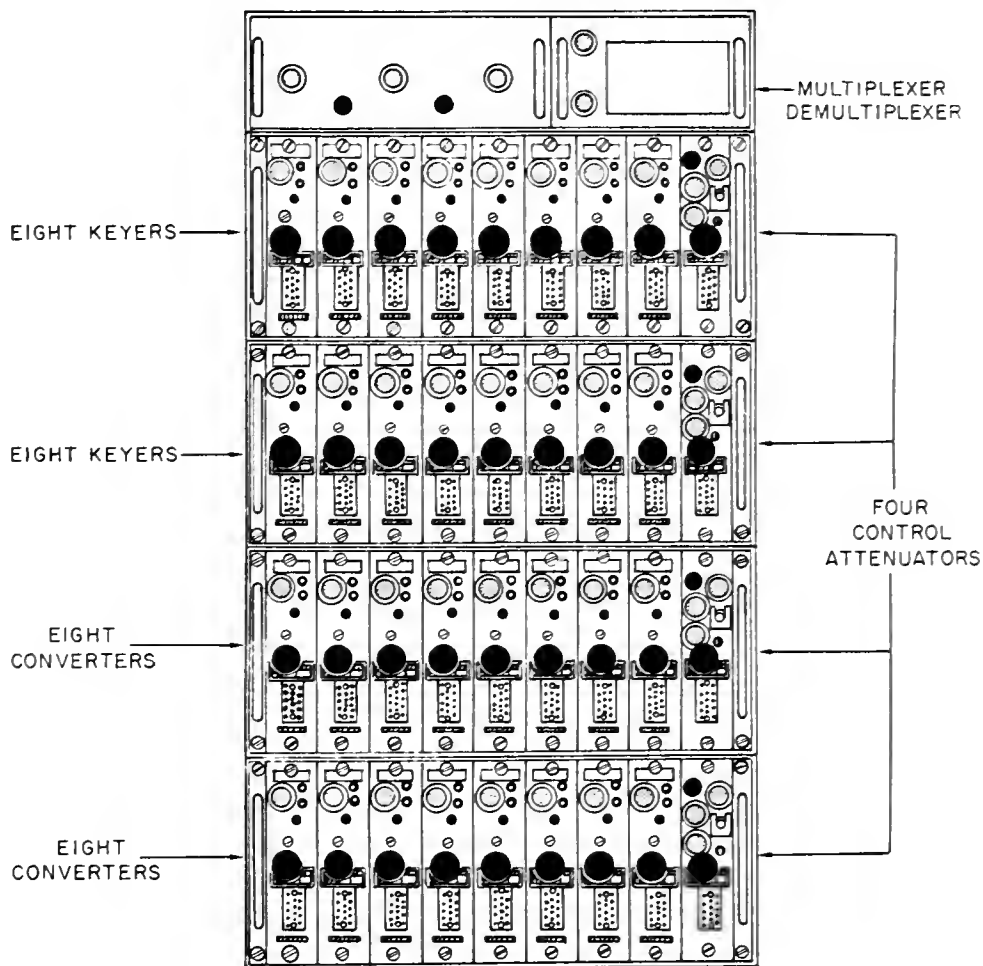 MULTIPLEXER
DEMULTIPLEXER
EIGHT KEYERS
EIGHT KEYERS
FOUR
CONTROL
ATTENUATORS
EIGHT
CONVERTERS
EIGHT
CONVERTERS